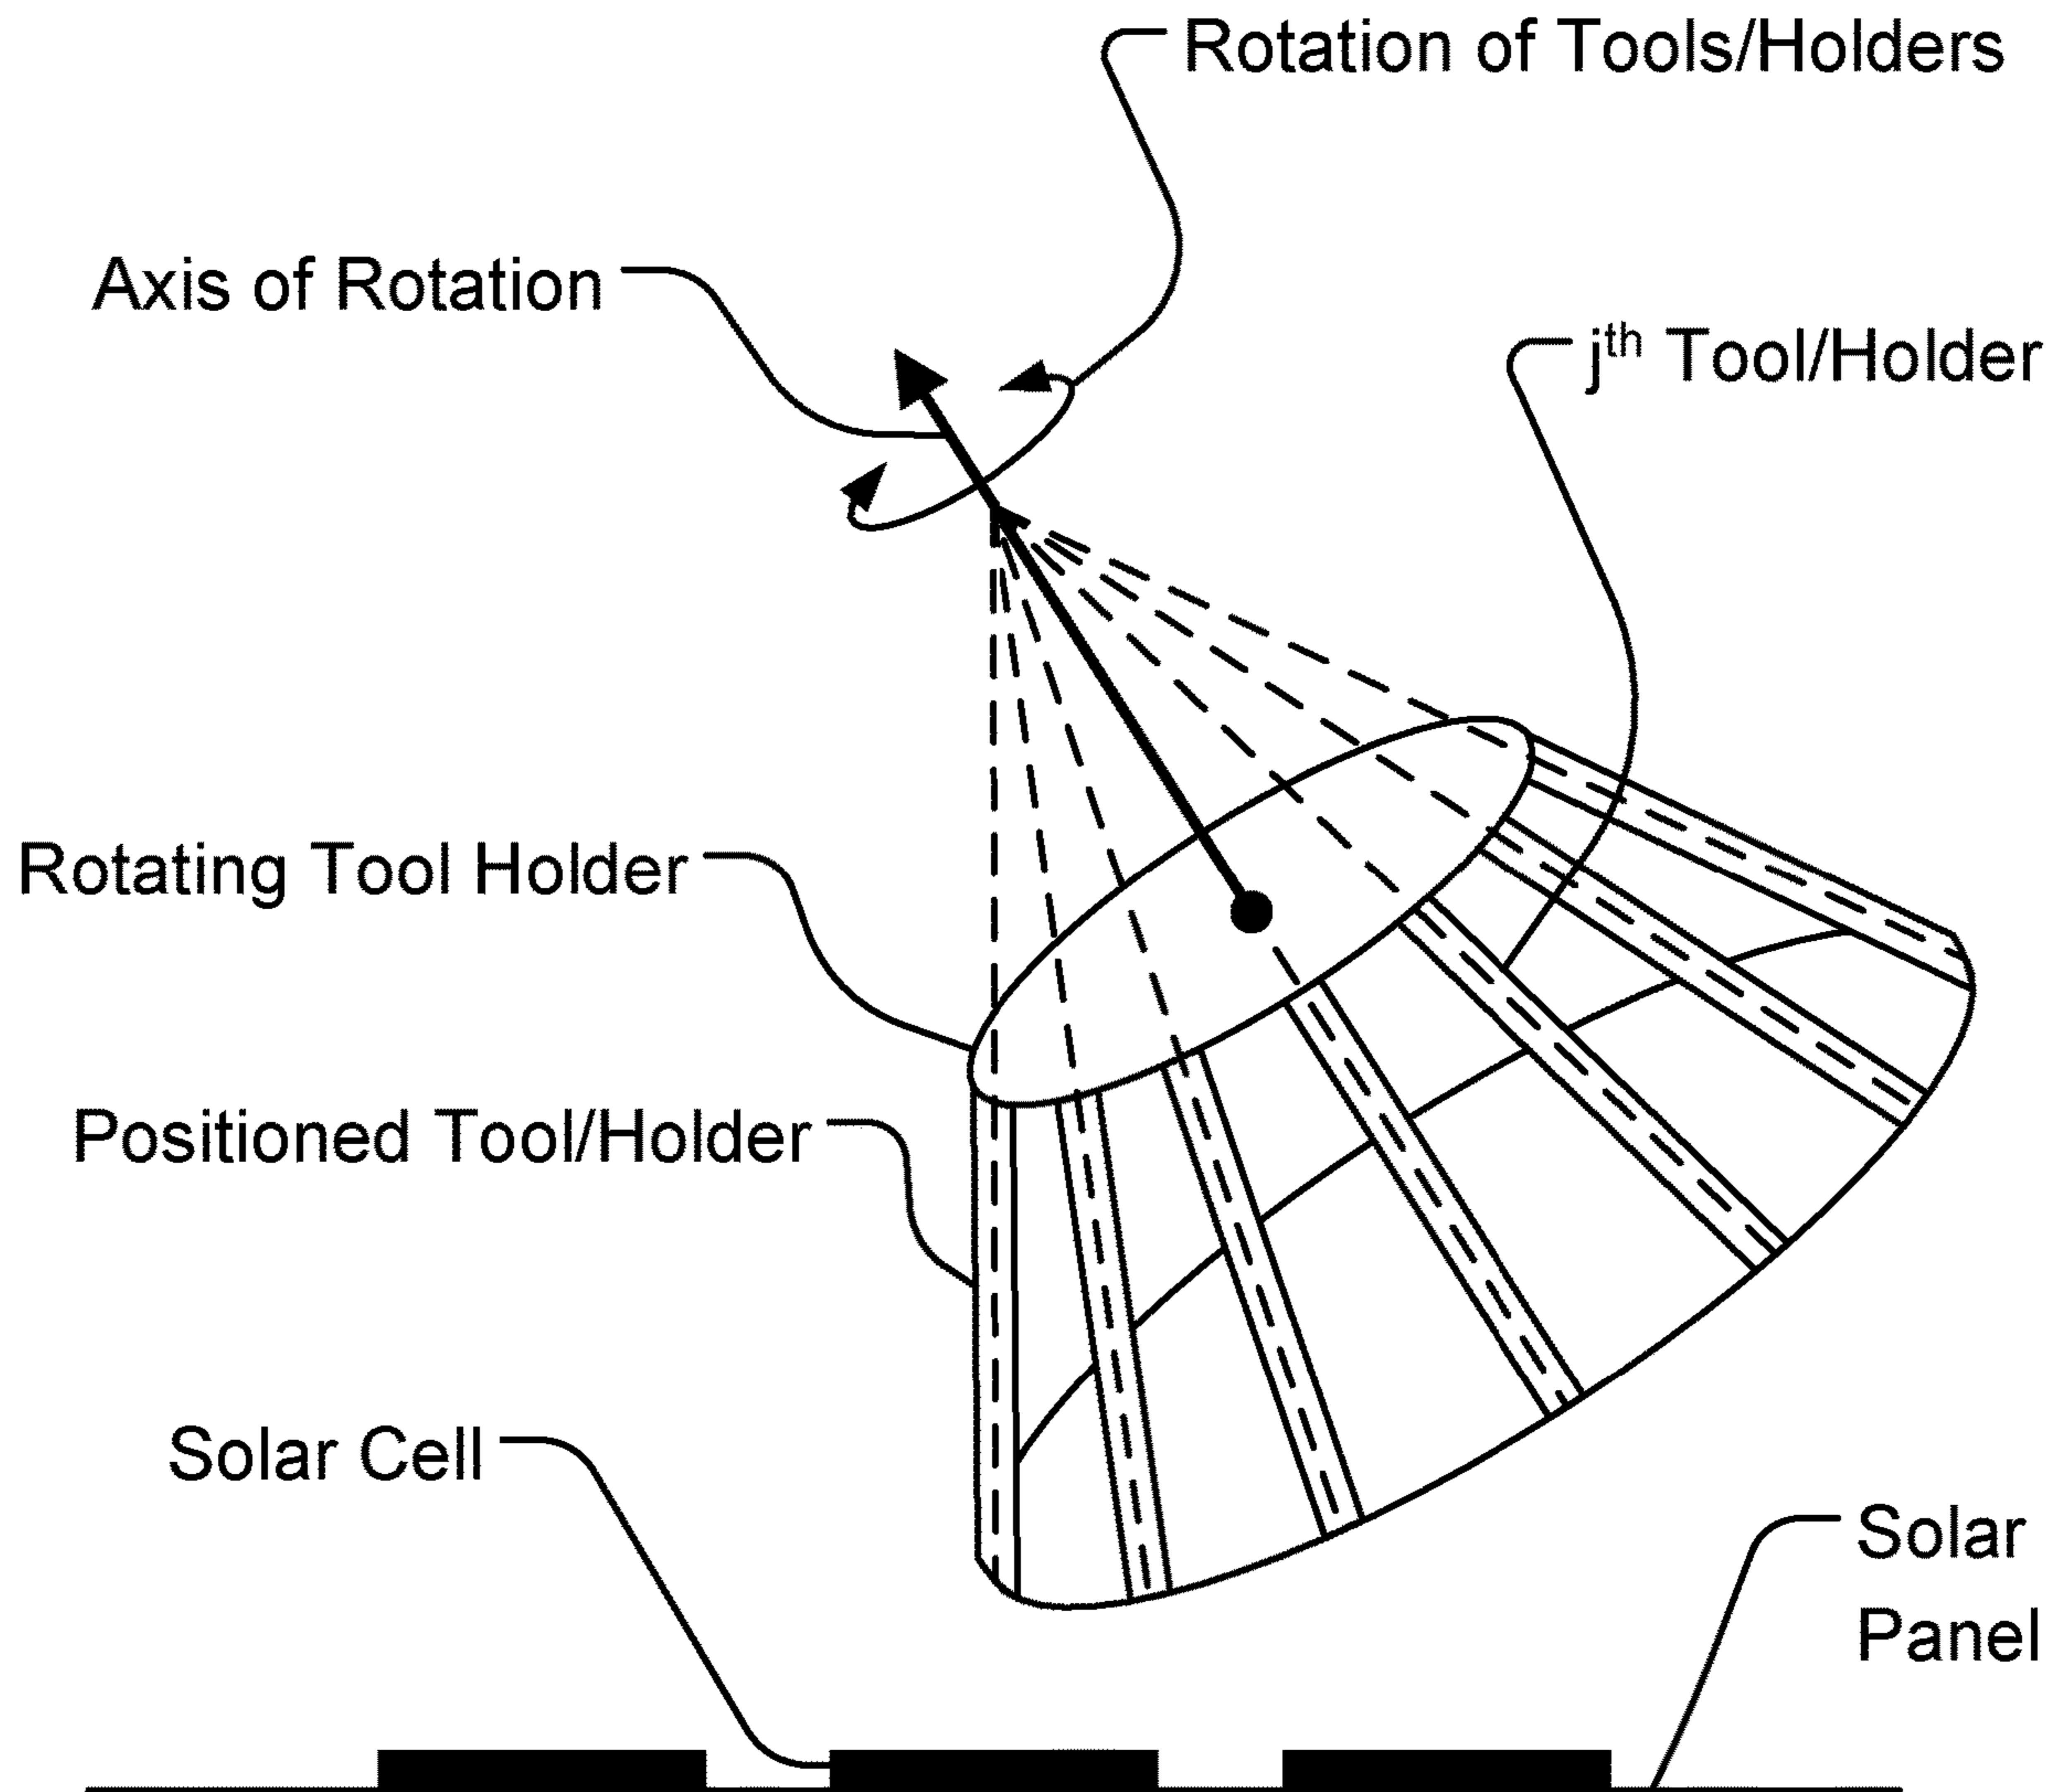 Rotation of Tools/Holders
Axis of Rotation
jth Tool/Holder
Rotating Tool Holder
Positioned Tool/Holder
Solar Cell
Solar
Panel